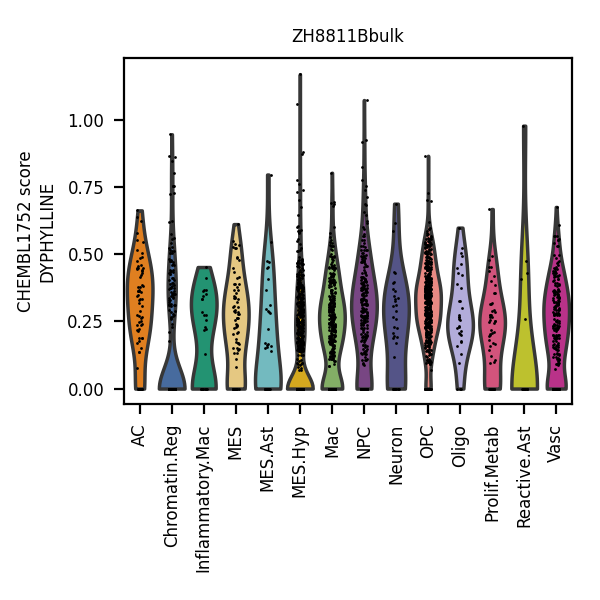 ZH8811Bbulk
CHEMBL1752 score
DYPHYLLINE
1.00
0.75
0.50
0.25
0.00
AC
Chromatin.Reg
Inflammatory.Mac
MES
MES.Ast
MES.Hyp
Mac
NPC
Neuron
OPC
Oligo
Prolif.Metab
Reactive.Ast
Vasc